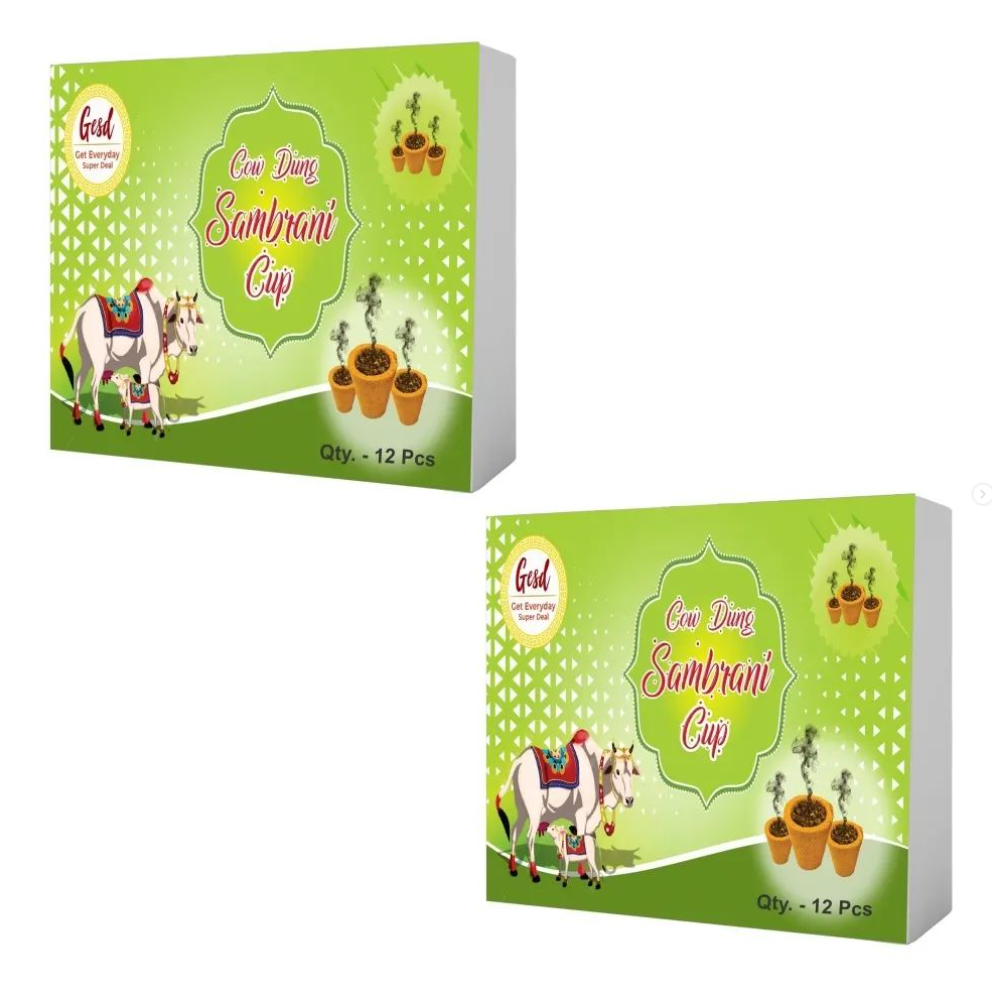 Gesd
Get Everyday
Super Deal
Cow Dung
Sambrani
Cup
Qty. - 12 Pcs
Gesd
Get Everyday
Super Deal
Cow Dung
Sambrani
Cup
Qty. - 12 Pcs